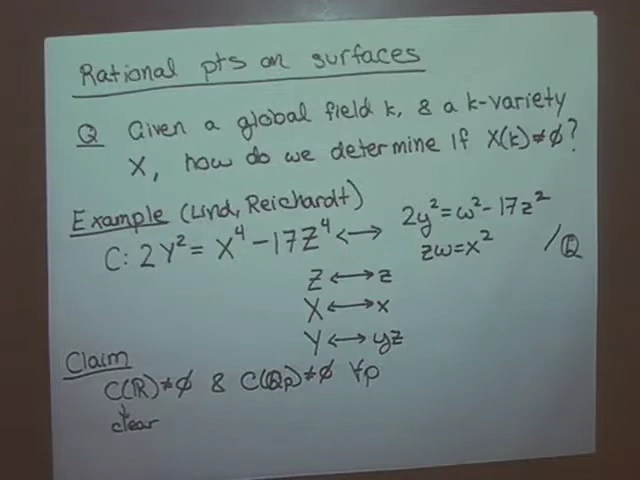 Rational pts on surfaces
Q Given a global field k, & a k-variety
X, how do we determine if X(k)≠∅?
Example (Lind, Reichardt)
C: 2Y² = X⁴ - 17Z⁴ ⟷ 2y² = w² - 17z²
zw = x² /ℚ
Z ⟷ z
X ⟷ x
Y ⟷ yz
Claim
C(ℝ)≠∅ & C(ℚp)≠∅ ∀p
↓
clear